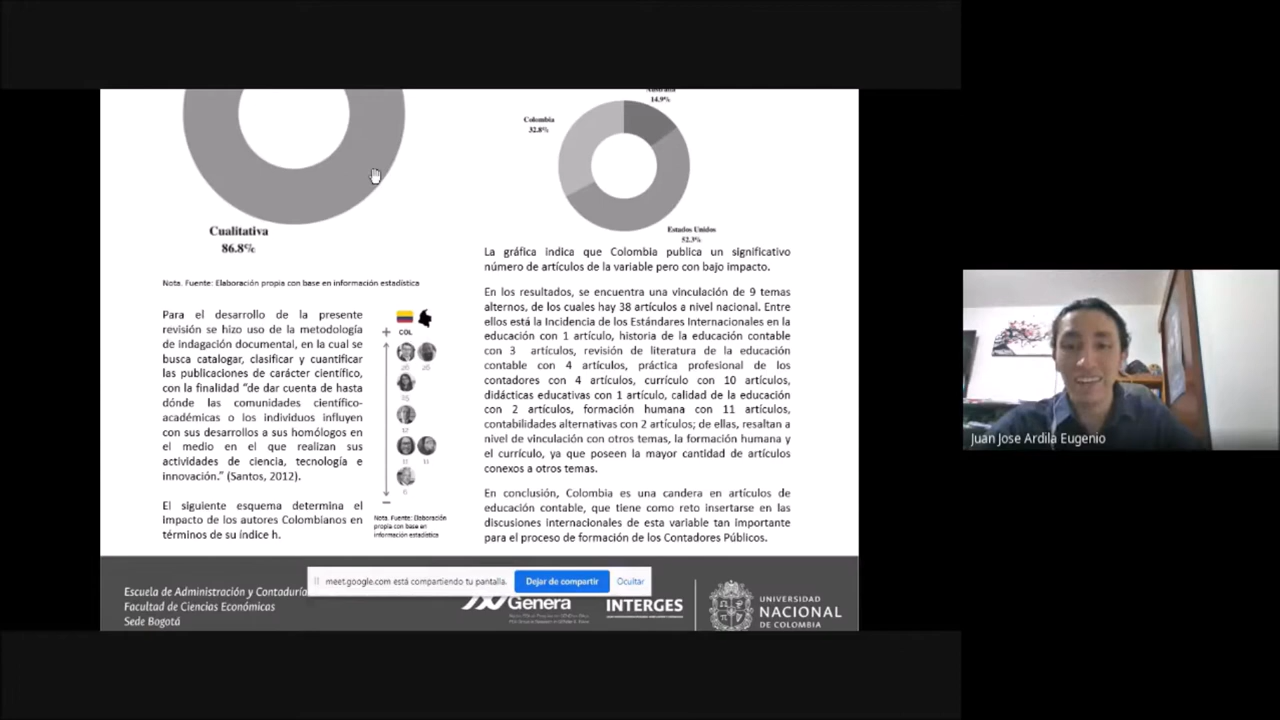 Cualitativa
86.8%
Nota. Fuente: Elaboración propia con base en información estadística
Para el desarrollo de la presente
revisión se hizo uso de la metodología
de indagación documental, en la cual se
busca catalogar, clasificar y cuantificar
las publicaciones de carácter científico,
con la finalidad “de dar cuenta de hasta
dónde las comunidades científico-
académicas o los individuos influyen
con sus desarrollos a sus homólogos en
el medio en el que realizan sus
actividades de ciencia, tecnología e
innovación.” (Santos, 2012).
El siguiente esquema determina el
impacto de los autores Colombianos en
términos de su índice h.
+
COL
26 26
15
12
11 11
6
−
Nota. Fuente: Elaboración
propia con base en
información estadística
14.9%
Colombia
32.8%
Estados Unidos
52.3%
La gráfica indica que Colombia publica un significativo
número de artículos de la variable pero con bajo impacto.
En los resultados, se encuentra una vinculación de 9 temas
alternos, de los cuales hay 38 artículos a nivel nacional. Entre
ellos está la Incidencia de los Estándares Internacionales en la
educación con 1 artículo, historia de la educación contable
con 3 artículos, revisión de literatura de la educación
contable con 4 artículos, práctica profesional de los
contadores con 4 artículos, currículo con 10 artículos,
didácticas educativas con 1 artículo, calidad de la educación
con 2 artículos, formación humana con 11 artículos,
contabilidades alternativas con 2 artículos; de ellas, resaltan a
nivel de vinculación con otros temas, la formación humana y
el currículo, ya que poseen la mayor cantidad de artículos
conexos a otros temas.
En conclusión, Colombia es una candera en artículos de
educación contable, que tiene como reto insertarse en las
discusiones internacionales de esta variable tan importante
para el proceso de formación de los Contadores Públicos.
Escuela de Administración y Contaduría
Facultad de Ciencias Económicas
Sede Bogotá
meet.google.com está compartiendo tu pantalla.
Dejar de compartir
Ocultar
Genera
INTERGES
UNIVERSIDAD
NACIONAL
DE COLOMBIA
Juan Jose Ardila Eugenio